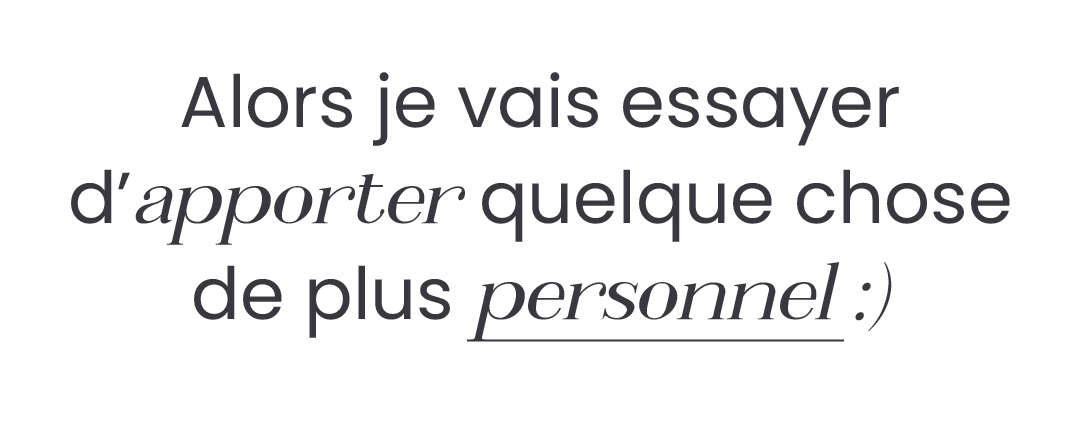 Alors je vais essayer
d'apporter quelque chose
de plus personnel :)